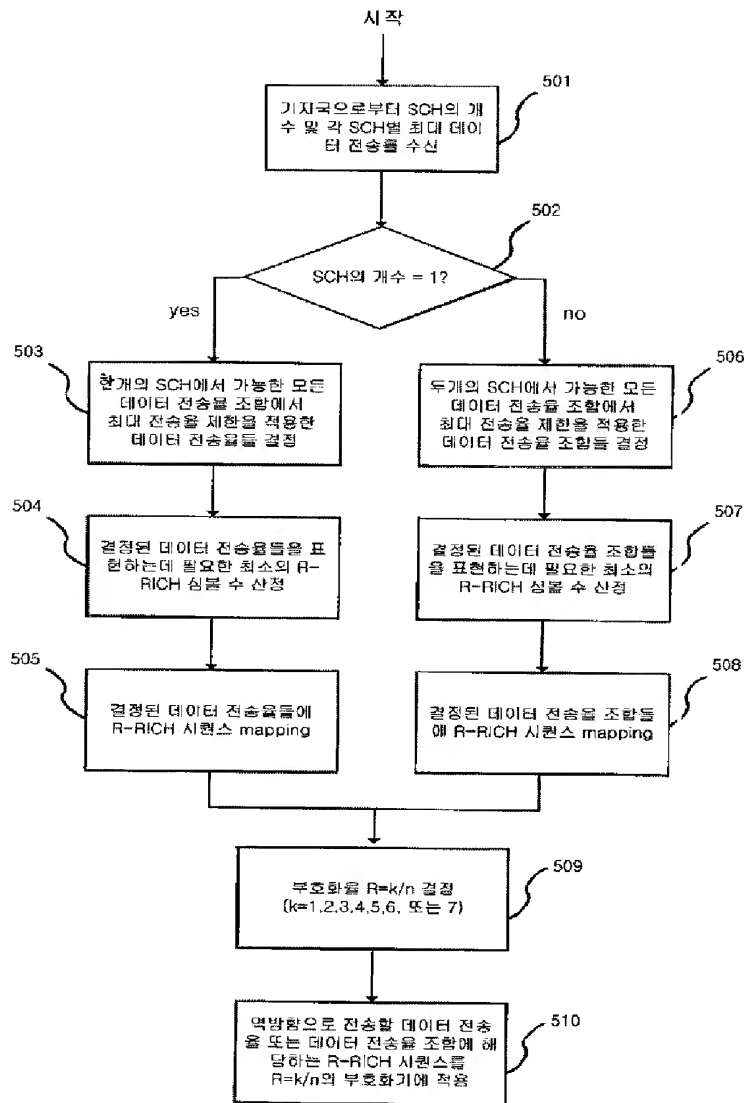 시작
기지국으로부터 SCH의 개
수 및 각 SCH별 최대 데이
터 전송율 수신
501
SCH의 개수 = 1?
502
yes
no
503
한개의 SCH에서 가능한 모든
데이터 전송율 조합에서
최대 전송율 제한을 적용한
데이터 전송율들 결정
두개의 SCH에서 가능한 모든
데이터 전송율 조합에서
최대 전송율 제한을 적용한
데이터 전송율 조합들 결정
506
504
결정된 데이터 전송율들을 표
현하는데 필요한 최소의 R-
RICH 심볼 수 산정
결정된 데이터 전송율 조합들
을 표현하는데 필요한 최소의
R-RICH 심볼 수 산정
507
505
결정된 데이터 전송율들에
R-RICH 시퀀스 mapping
결정된 데이터 전송율 조합들
에 R-RICH 시퀀스 mapping
508
부호화율 R=k/n 결정
(k=1,2,3,4,5,6, 또는 7)
509
역방향으로 전송할 데이터 전송
율 또는 데이터 전송율 조합에 해
당하는 R-RICH 시퀀스를
R=k/n의 부호화기에 적용
510